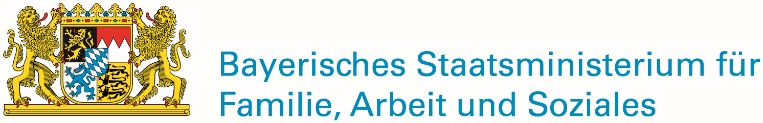 Bayerisches Staatsministerium für
Familie, Arbeit und Soziales